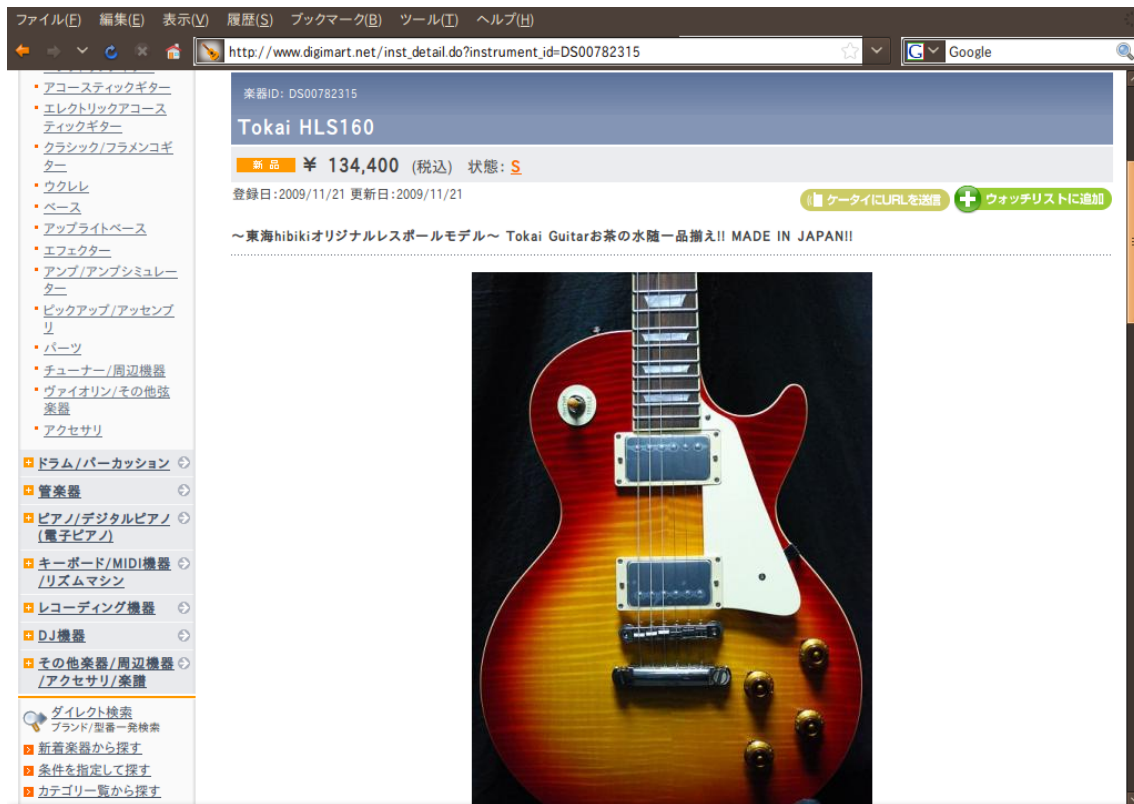 ファイル(F) 編集(E) 表示(V) 履歴(S) ブックマーク(B) ツール(T) ヘルプ(H)
http://www.digimart.net/inst_detail.do?instrument_id=DS00782315
G Google
アコースティックギター
エレクトリックアコース
ティックギター
クラシック/フラメンコギ
ター
ウクレレ
ベース
アップライトベース
エフェクター
アンプ/アンプシミュレー
ター
ピックアップ/アッセンブ
リ
パーツ
チューナー/周辺機器
ヴァイオリン/その他弦
楽器
アクセサリ
ドラム/パーカッション
管楽器
ピアノ/デジタルピアノ
(電子ピアノ)
キーボード/MIDI機器
/リズムマシン
レコーディング機器
DJ機器
その他楽器/周辺機器
/アクセサリ/楽譜
ダイレクト検索
ブランド/型番一発検索
新着楽器から探す
条件を指定して探す
カテゴリー覧から探す
楽器ID: DS00782315
Tokai HLS160
新品 ¥ 134,400 (税込) 状態: S
登録日:2009/11/21 更新日:2009/11/21
ケータイにURLを送信
ウォッチリストに追加
～東海hibikiオリジナルレスポールモデル～ Tokai Guitarお茶の水随一品揃え!! MADE IN JAPAN!!